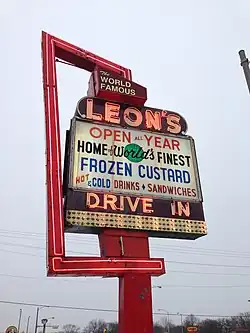 The
WORLD
FAMOUS
LEON'S
OPEN ALL YEAR
HOME of the World's FINEST
FROZEN CUSTARD
HOT & COLD DRINKS • SANDWICHES
DRIVE IN